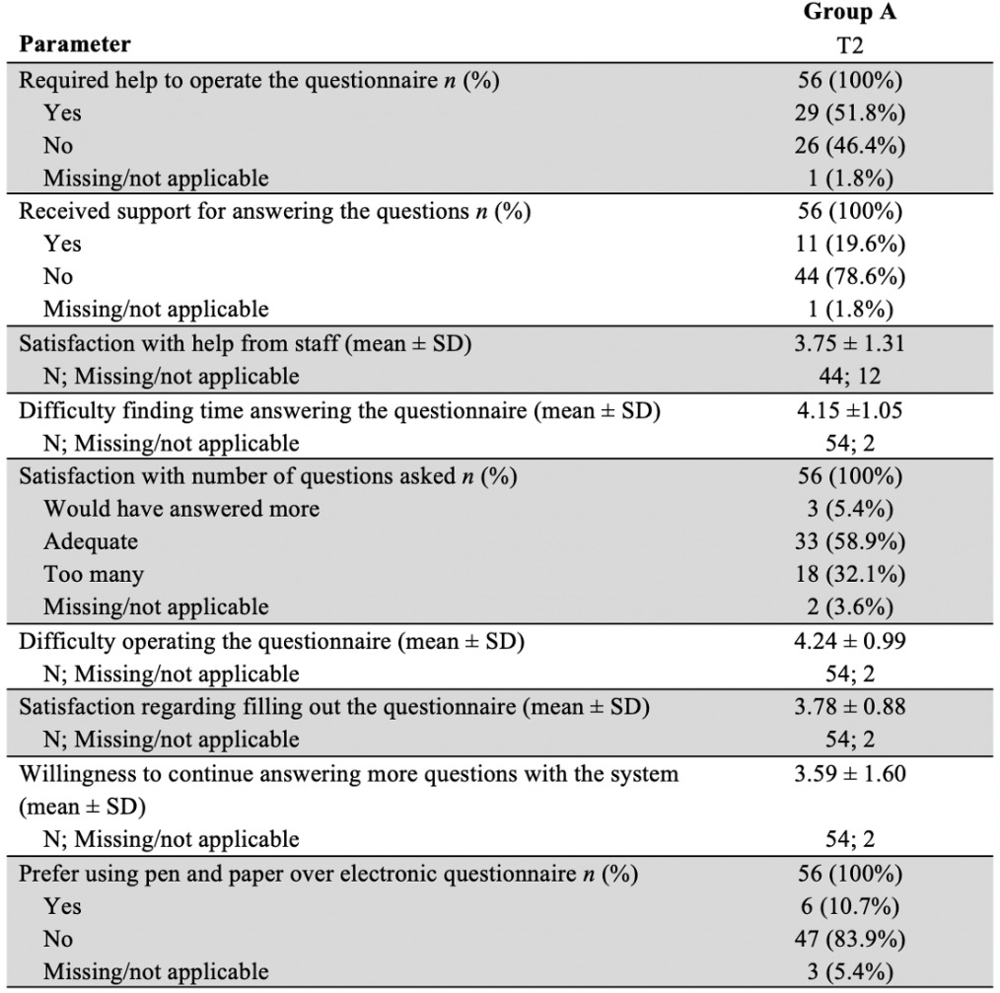 Group A
Parameter T2
Required help to operate the questionnaire n (%) 56 (100%)
Yes 29 (51.8%)
No 26 (46.4%)
Missing/not applicable 1 (1.8%)
Received support for answering the questions n (%) 56 (100%)
Yes 11 (19.6%)
No 44 (78.6%)
Missing/not applicable 1 (1.8%)
Satisfaction with help from staff (mean ± SD) 3.75 ± 1.31
N; Missing/not applicable 44; 12
Difficulty finding time answering the questionnaire (mean ± SD) 4.15 ±1.05
N; Missing/not applicable 54; 2
Satisfaction with number of questions asked n (%) 56 (100%)
Would have answered more 3 (5.4%)
Adequate 33 (58.9%)
Too many 18 (32.1%)
Missing/not applicable 2 (3.6%)
Difficulty operating the questionnaire (mean ± SD) 4.24 ± 0.99
N; Missing/not applicable 54; 2
Satisfaction regarding filling out the questionnaire (mean ± SD) 3.78 ± 0.88
N; Missing/not applicable 54; 2
Willingness to continue answering more questions with the system 3.59 ± 1.60
(mean ± SD)
N; Missing/not applicable 54; 2
Prefer using pen and paper over electronic questionnaire n (%) 56 (100%)
Yes 6 (10.7%)
No 47 (83.9%)
Missing/not applicable 3 (5.4%)